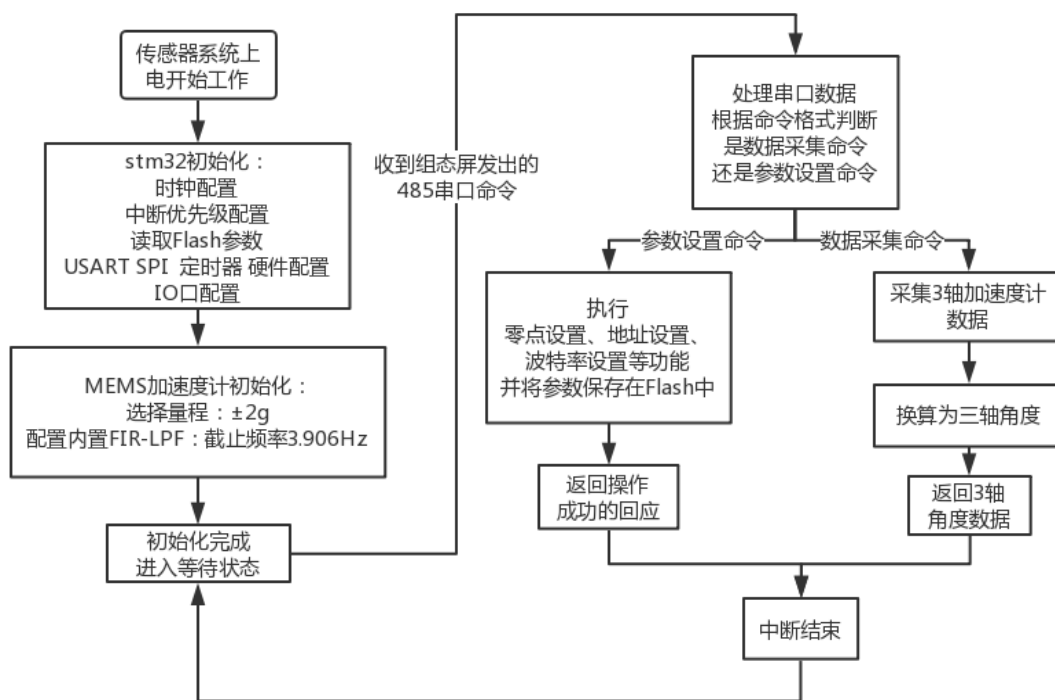 传感器系统上
电开始工作
stm32初始化：
时钟配置
中断优先级配置
读取Flash参数
USART SPI 定时器 硬件配置
IO口配置
MEMS加速度计初始化：
选择量程：±2g
配置内置FIR-LPF：截止频率3.906Hz
初始化完成
进入等待状态
收到组态屏发出的
485串口命令
处理串口数据
根据命令格式判断
是数据采集命令
还是参数设置命令
参数设置命令
数据采集命令
执行
零点设置、地址设置、
波特率设置等功能
并将参数保存在Flash中
返回操作
成功的回应
采集3轴加速度计
数据
换算为三轴角度
返回3轴
角度数据
中断结束